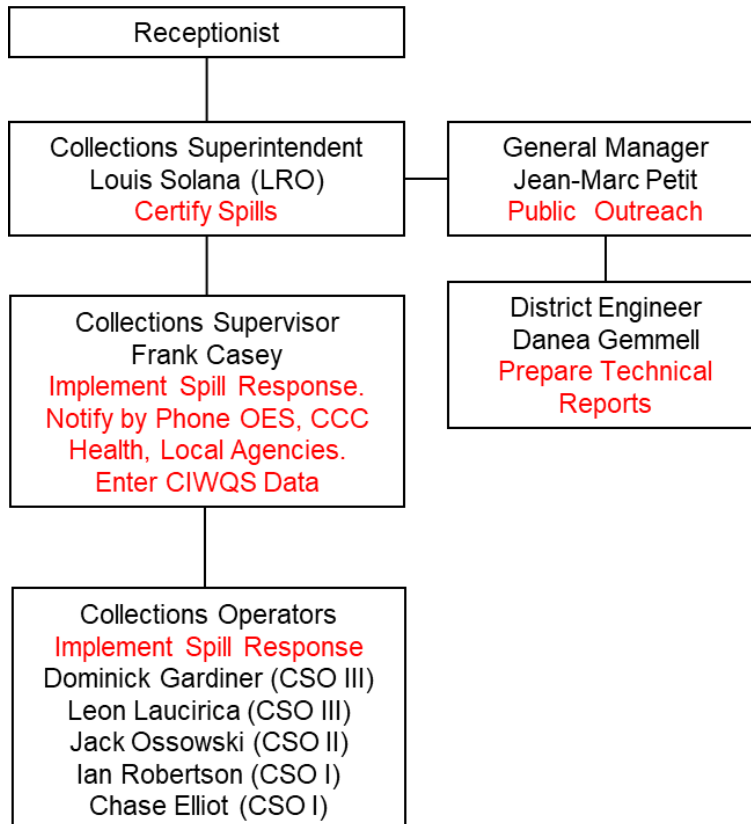 Receptionist
Collections Superintendent
Louis Solana (LRO)
Certify Spills
General Manager
Jean-Marc Petit
Public Outreach
Collections Supervisor
Frank Casey
Implement Spill Response.
Notify by Phone OES, CCC
Health, Local Agencies.
Enter CIWQS Data
District Engineer
Danea Gemmell
Prepare Technical
Reports
Collections Operators
Implement Spill Response
Dominick Gardiner (CSO III)
Leon Laucirica (CSO III)
Jack Ossowski (CSO II)
Ian Robertson (CSO I)
Chase Elliot (CSO I)